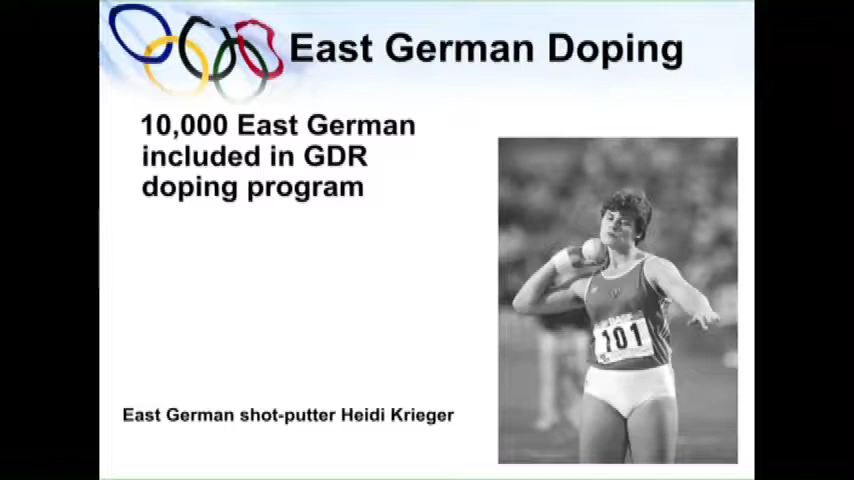 East German Doping
10,000 East German
included in GDR
doping program
101
East German shot-putter Heidi Krieger